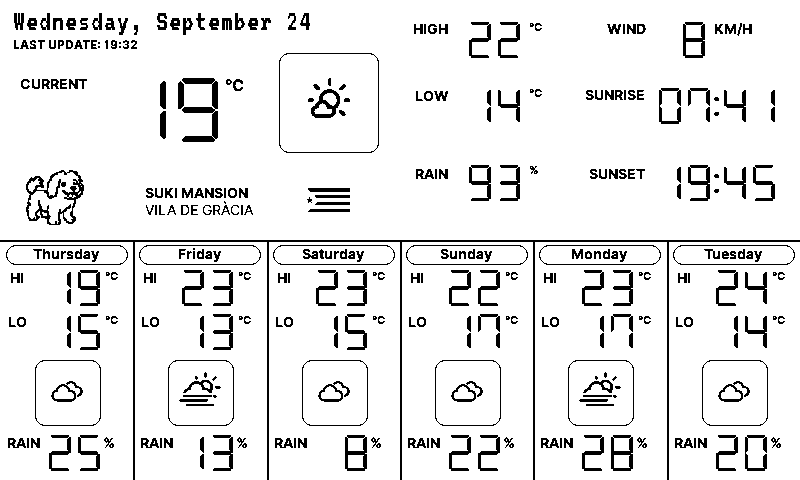 Wednesday, September 24
LAST UPDATE: 19:32
CURRENT 19 °C
SUKI MANSION
VILA DE GRÀCIA
HIGH 22 °C
LOW 14 °C
RAIN 93 %
WIND 8 KM/H
SUNRISE 07:41
SUNSET 19:45
Thursday
HI 19 °C
LO 15 °C
RAIN 25 %
Friday
HI 23 °C
LO 13 °C
RAIN 13 %
Saturday
HI 23 °C
LO 15 °C
RAIN 8 %
Sunday
HI 22 °C
LO 17 °C
RAIN 22 %
Monday
HI 23 °C
LO 17 °C
RAIN 28 %
Tuesday
HI 24 °C
LO 14 °C
RAIN 20 %